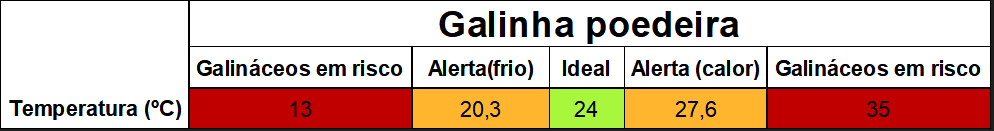 Galinha poedeira
Galináceos em risco Alerta(frio) Ideal Alerta (calor) Galináceos em risco
Temperatura (ºC) 13 20,3 24 27,6 35